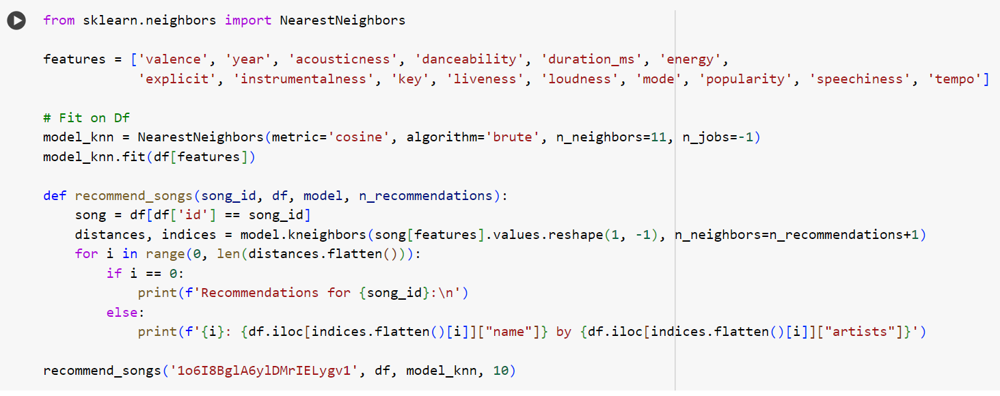 from sklearn.neighbors import NearestNeighbors
features = ['valence', 'year', 'acousticness', 'danceability', 'duration_ms', 'energy',
'explicit', 'instrumentalness', 'key', 'liveness', 'loudness', 'mode', 'popularity', 'speechiness', 'tempo']
# Fit on Df
model_knn = NearestNeighbors(metric='cosine', algorithm='brute', n_neighbors=11, n_jobs=-1)
model_knn.fit(df[features])
def recommend_songs(song_id, df, model, n_recommendations):
song = df[df['id'] == song_id]
distances, indices = model.kneighbors(song[features].values.reshape(1, -1), n_neighbors=n_recommendations+1)
for i in range(0, len(distances.flatten())):
if i == 0:
print(f'Recommendations for {song_id}:\n')
else:
print(f'{i}: {df.iloc[indices.flatten()[i]]["name"]} by {df.iloc[indices.flatten()[i]]["artists"]}')
recommend_songs('1o6I8BglA6ylDMrIELygv1', df, model_knn, 10)